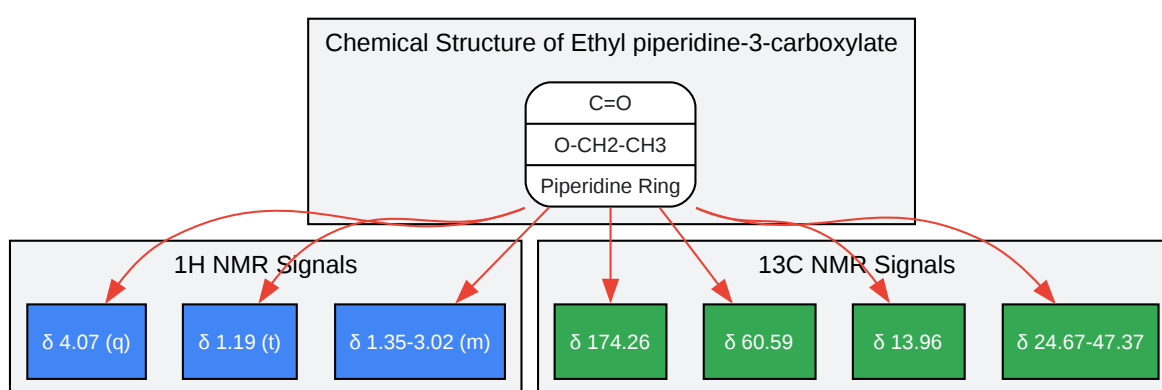 Chemical Structure of Ethyl piperidine-3-carboxylate
C=O
O-CH2-CH3
Piperidine Ring
1H NMR Signals
δ 4.07 (q)
δ 1.19 (t)
δ 1.35-3.02 (m)
13C NMR Signals
δ 174.26
δ 60.59
δ 13.96
δ 24.67-47.37